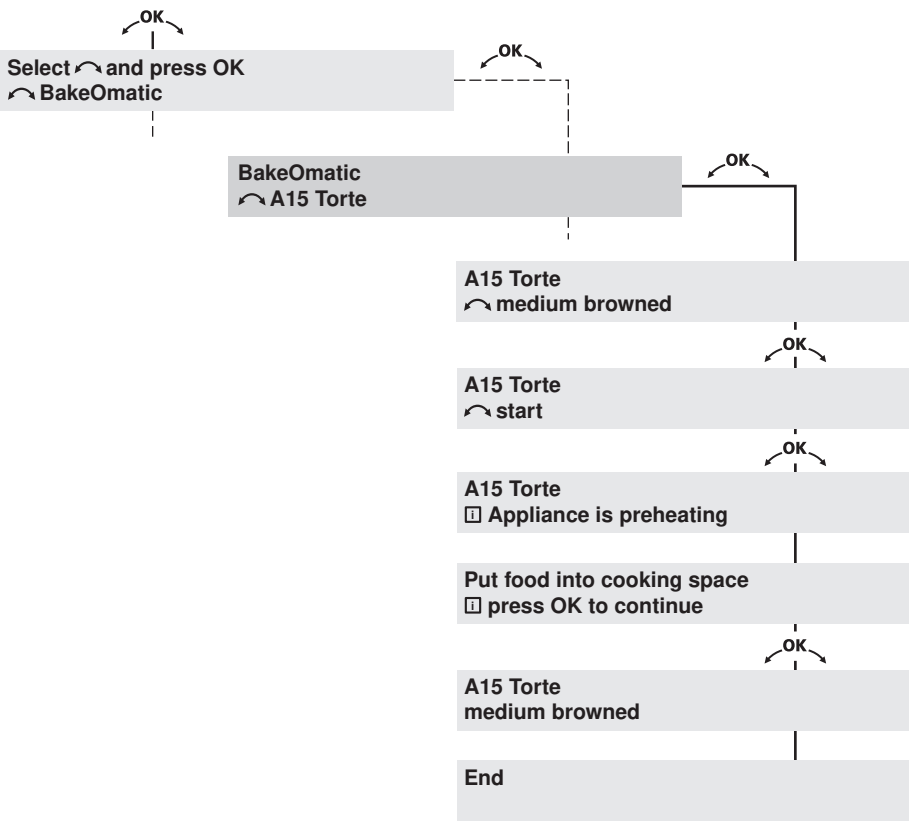 OK
Select and press OK
BakeOmatic
OK
BakeOmatic
A15 Torte
OK
A15 Torte
medium browned
OK
A15 Torte
start
OK
A15 Torte
i Appliance is preheating
Put food into cooking space
i press OK to continue
OK
A15 Torte
medium browned
End